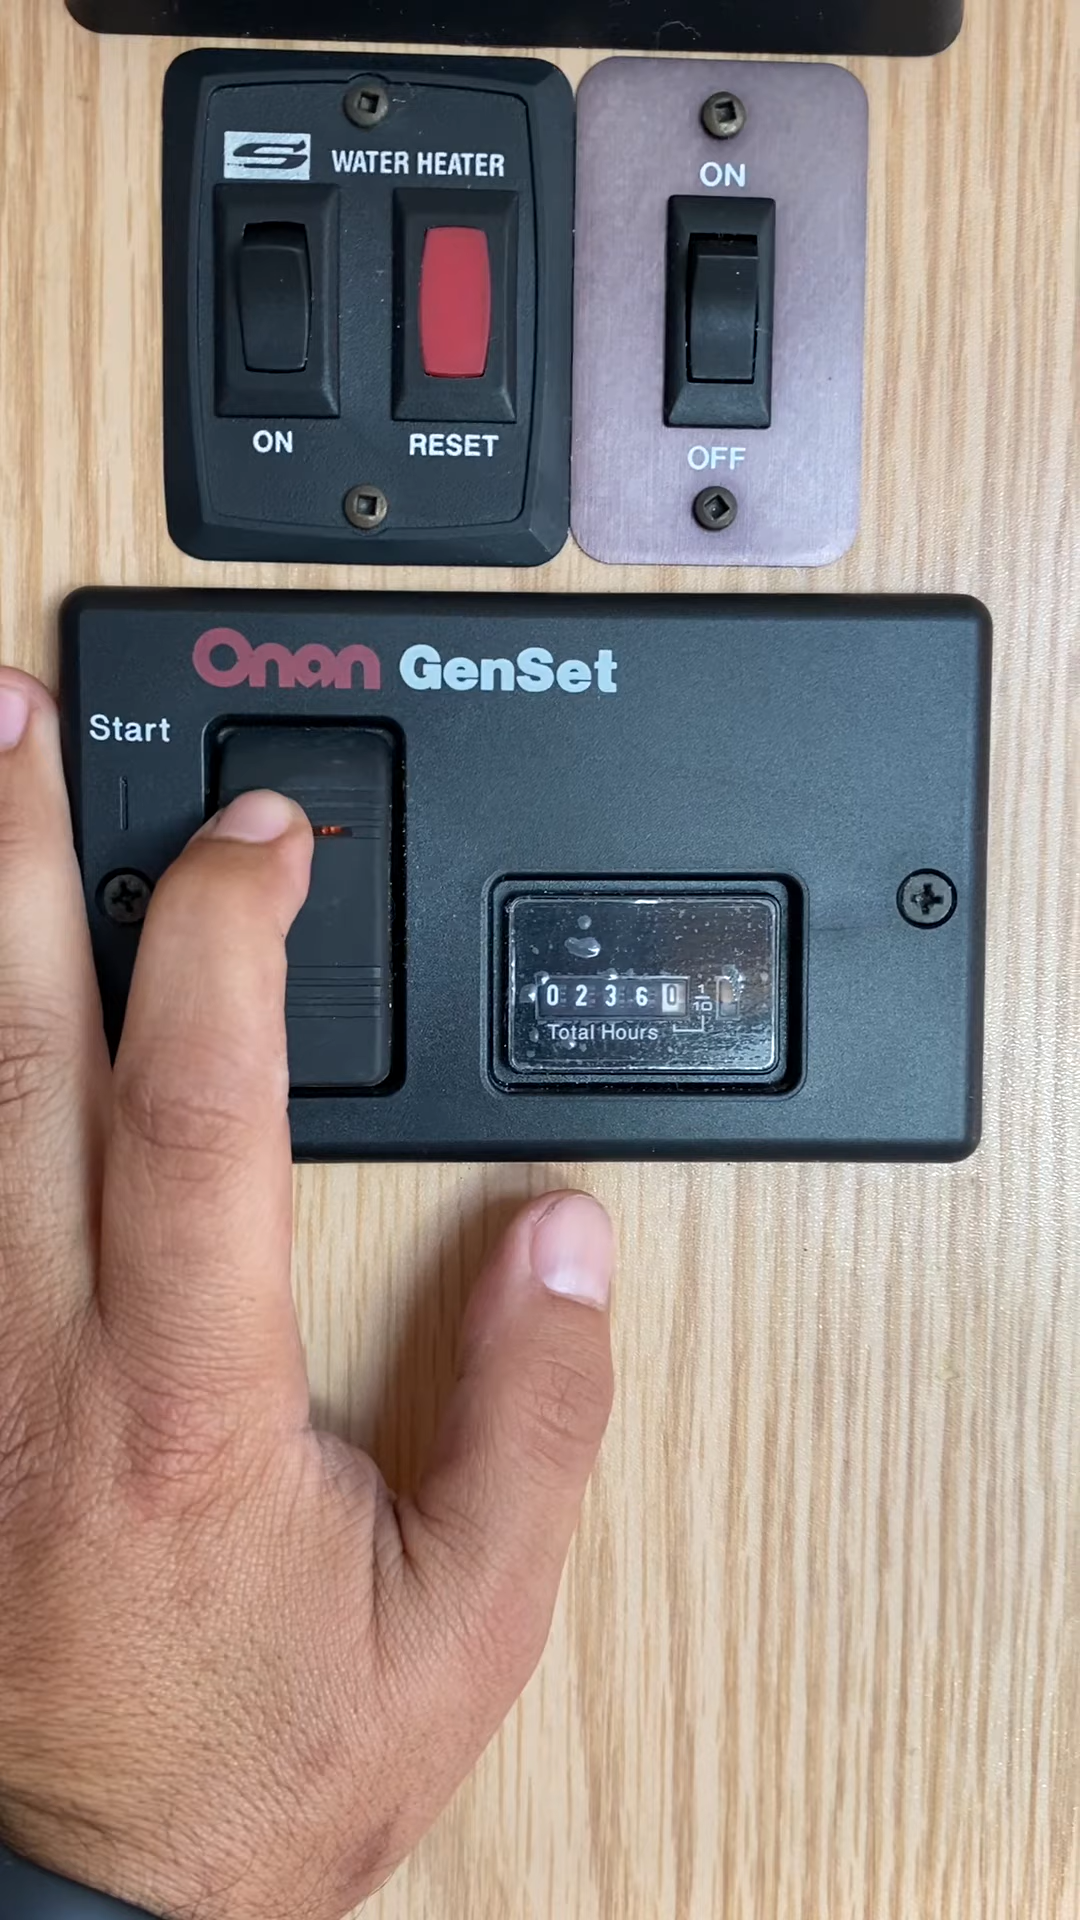 S WATER HEATER
ON
RESET
ON
OFF
Onan GenSet
Start
0 2 3 6 0 1/10
Total Hours